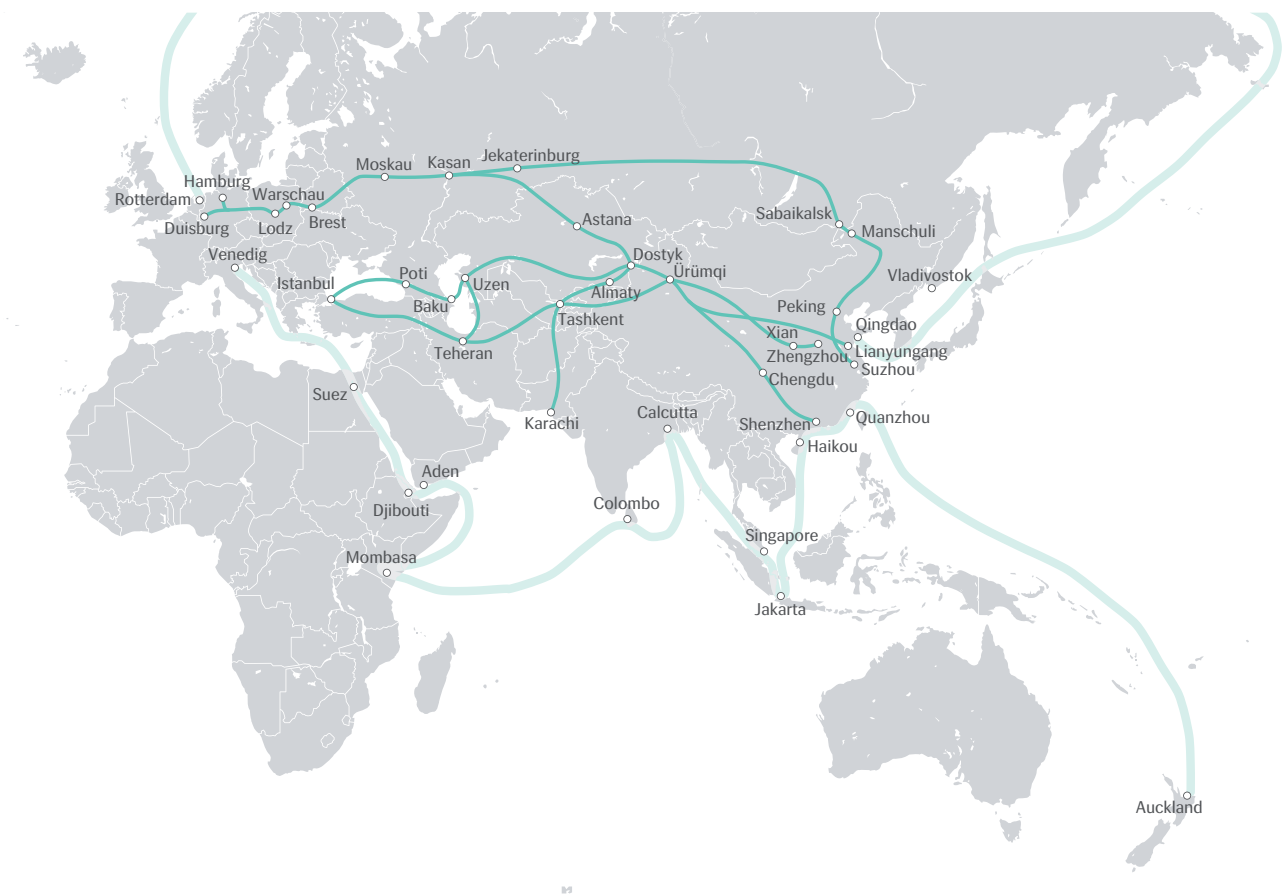 Jekaterinburg
Moskau
Kasan
Hamburg
Warschau
Rotterdam
Duisburg
Lodz
Brest
Sabaikalsk
Astana
Manschuli
Venedig
Dostyk
Ürümqi
Poti
Vladivostok
Istanbul
Uzen
Almaty
Baku
Peking
Tashkent
Qingdao
Xian
Teheran
Zhengzhou
Lianyungang
Suzhou
Chengdu
Suez
Calcutta
Karachi
Shenzhen
Quanzhou
Haikou
Aden
Djibouti
Colombo
Singapore
Mombasa
Jakarta
Auckland